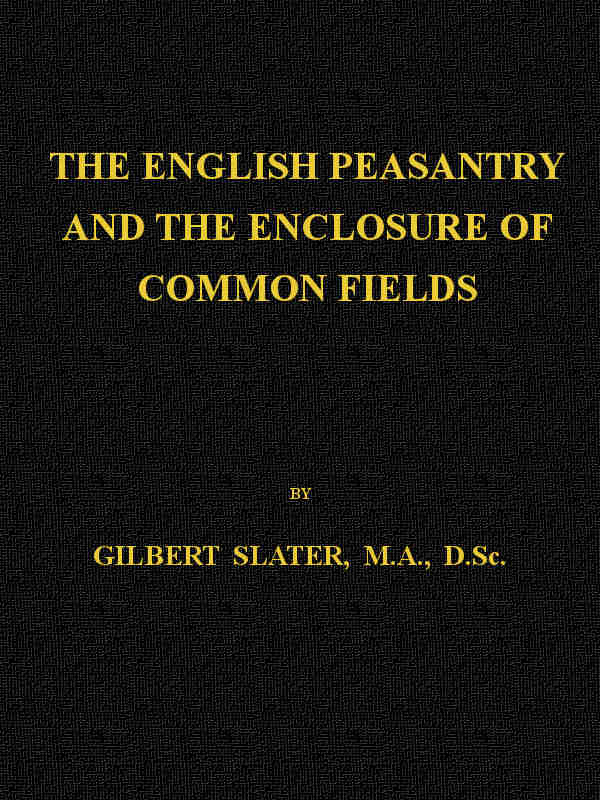 THE ENGLISH PEASANTRY
AND THE ENCLOSURE OF
COMMON FIELDS
BY
GILBERT SLATER, M.A., D.Sc.